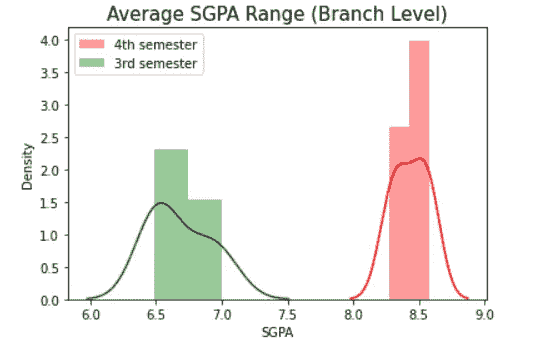 Average SGPA Range (Branch Level)
4th semester
3rd semester
Density
4.0
3.5
3.0
2.5
2.0
1.5
1.0
0.5
0.0
6.0 6.5 7.0 7.5 8.0 8.5 9.0
SGPA